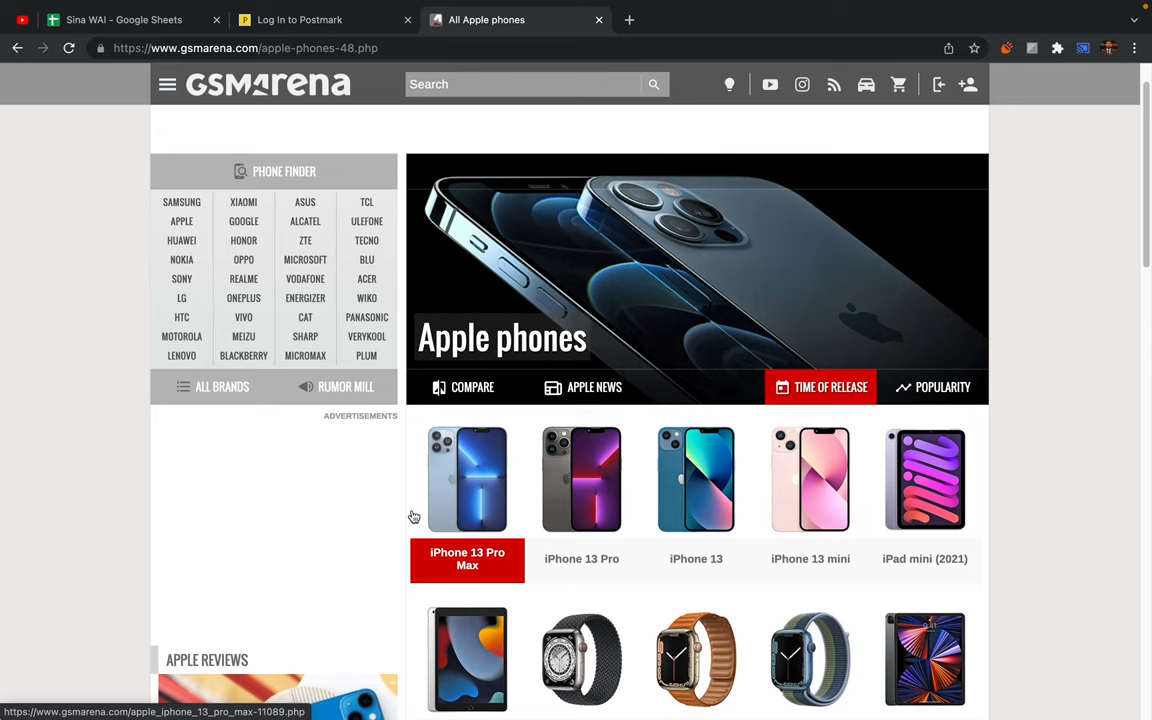 Sina WAI - Google Sheets
Log In to Postmark
All Apple phones
https://www.gsmarena.com/apple-phones-48.php
GSMArena
Search
PHONE FINDER
SAMSUNG XIAOMI ASUS TCL
APPLE GOOGLE ALCATEL ULEFONE
HUAWEI HONOR ZTE TECNO
NOKIA OPPO MICROSOFT BLU
SONY REALME VODAFONE ACER
LG ONEPLUS ENERGIZER WIKO
HTC VIVO CAT PANASONIC
MOTOROLA MEIZU SHARP VERYKOOL
LENOVO BLACKBERRY MICROMAX PLUM
ALL BRANDS RUMOR MILL
Apple phones
COMPARE APPLE NEWS TIME OF RELEASE POPULARITY
ADVERTISEMENTS
iPhone 13 Pro
Max
iPhone 13 Pro
iPhone 13
iPhone 13 mini
iPad mini (2021)
9:41
APPLE REVIEWS
https://www.gsmarena.com/apple_iphone_13_pro_max-11089.php